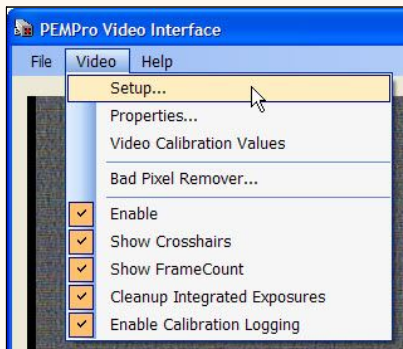 PEMPro Video Interface
File Video Help
Setup...
Properties...
Video Calibration Values
Bad Pixel Remover...
Enable
Show Crosshairs
Show FrameCount
Cleanup Integrated Exposures
Enable Calibration Logging